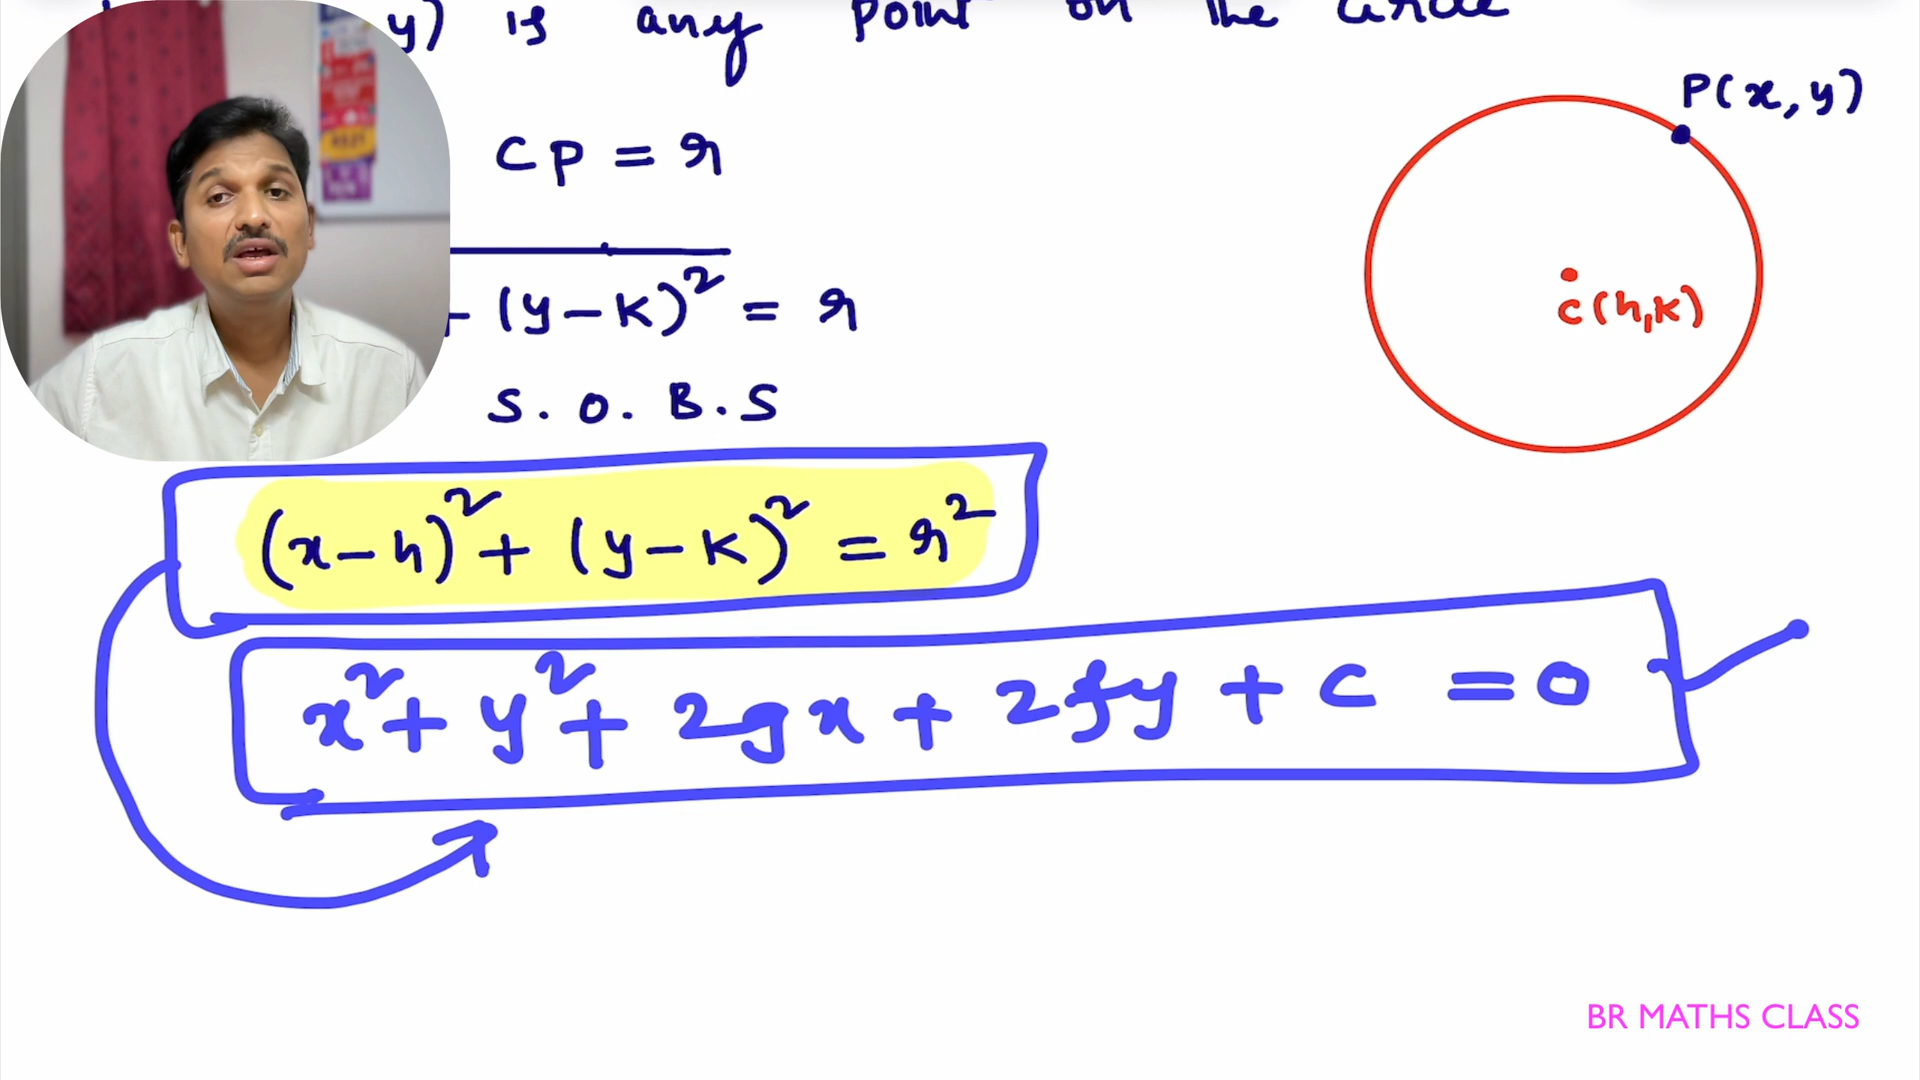 y) is any point on the circle
P(x, y)
CP = r
+ (y-k)² = r
C(h,k)
S.O.B.S
(x-h)² + (y-k)² = r²
x² + y² + 2gx + 2fy + c = 0
BR MATHS CLASS